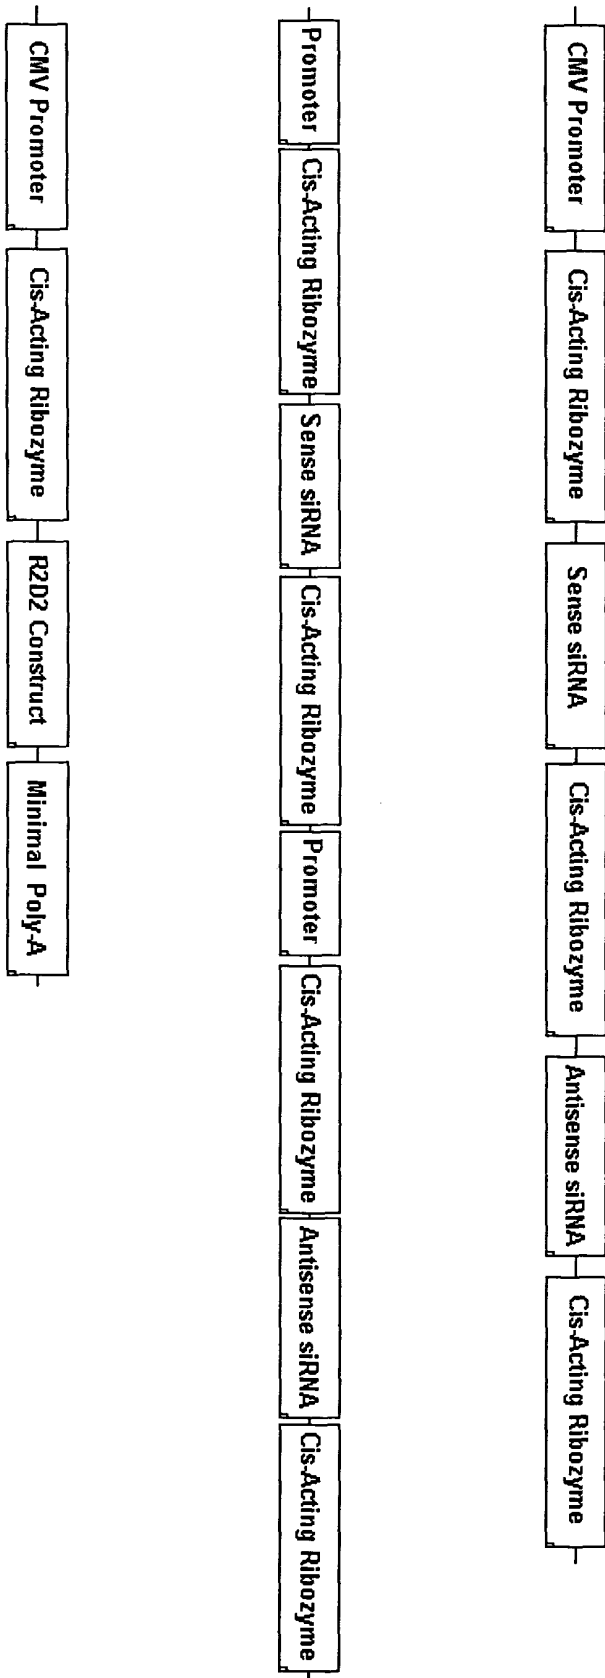 CMV Promoter
Cis-Acting Ribozyme
Sense siRNA
Cis-Acting Ribozyme
Antisense siRNA
Cis-Acting Ribozyme
Promoter
Cis-Acting Ribozyme
Sense siRNA
Cis-Acting Ribozyme
Promoter
Cis-Acting Ribozyme
Antisense siRNA
Cis-Acting Ribozyme
CMV Promoter
Cis-Acting Ribozyme
R2D2 Construct
Minimal Poly-A